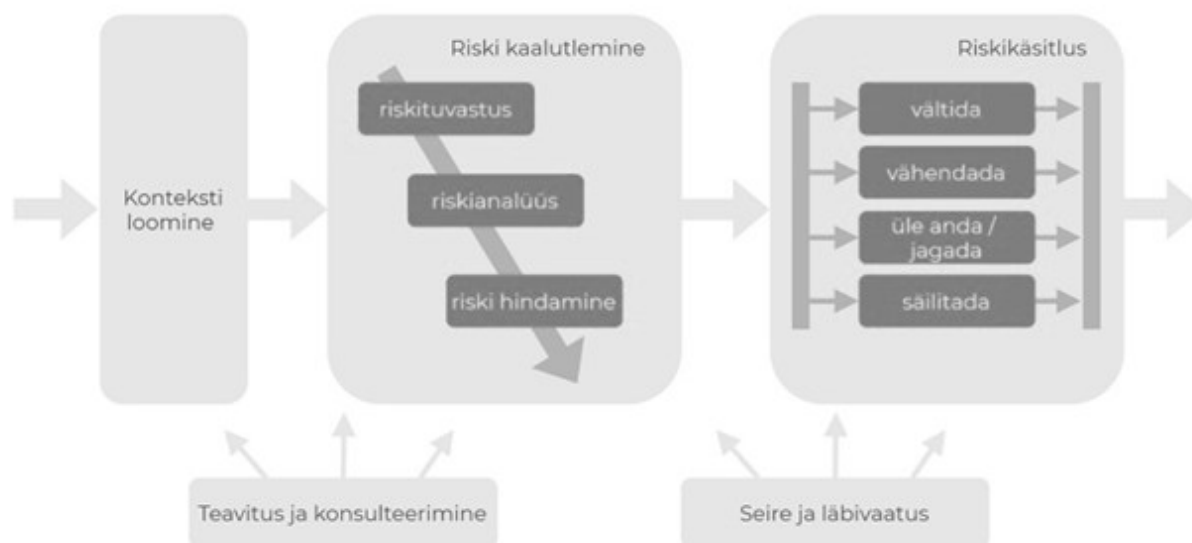 Konteksti
loomine
Riski kaalutlemine
riskituvastus
riskianalüüs
riski hindamine
Riskikäsitlus
vältida
vähendada
üle anda /
jagada
säilitada
Teavitus ja konsulteerimine
Seire ja läbivaatus